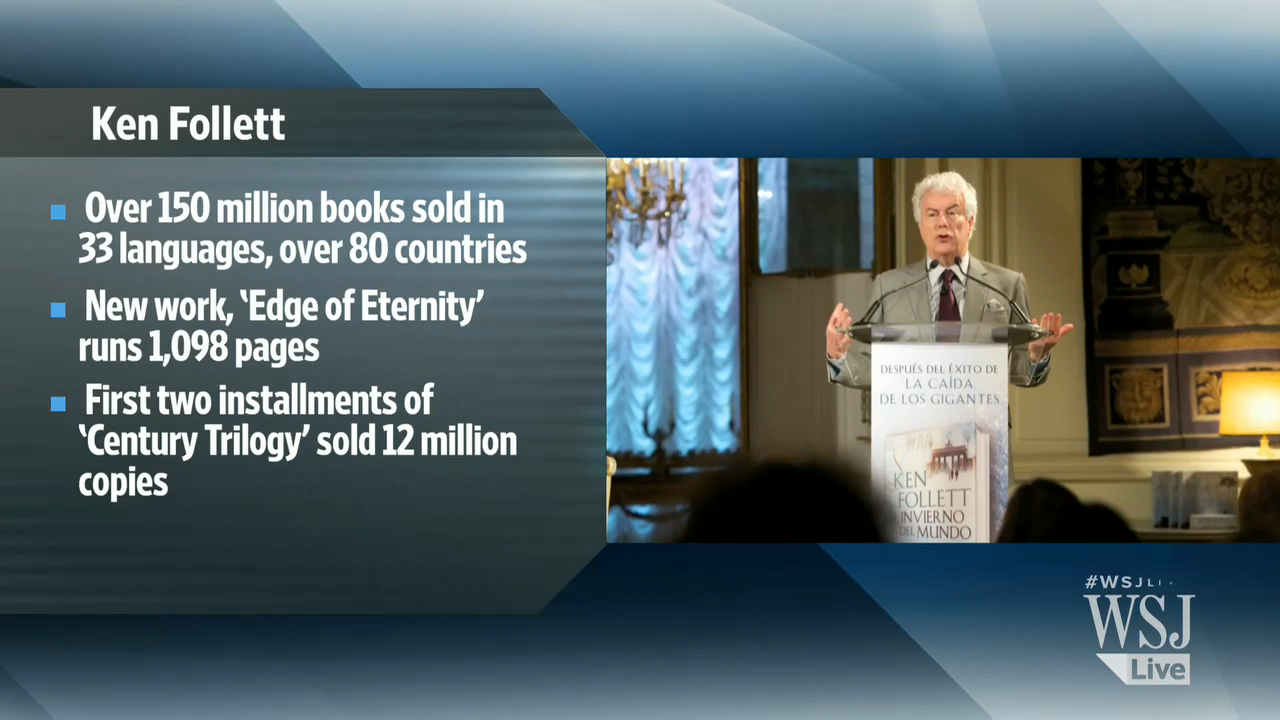 Ken Follett
Over 150 million books sold in
33 languages, over 80 countries
New work, ‘Edge of Eternity’
runs 1,098 pages
First two installments of
‘Century Trilogy’ sold 12 million
copies
DESPUÉS DEL ÉXITO DE
LA CAÍDA
DE LOS GIGANTES
KEN
FOLLETT
INVIERNO
DEL MUNDO
#WSJLI
WSJ
Live